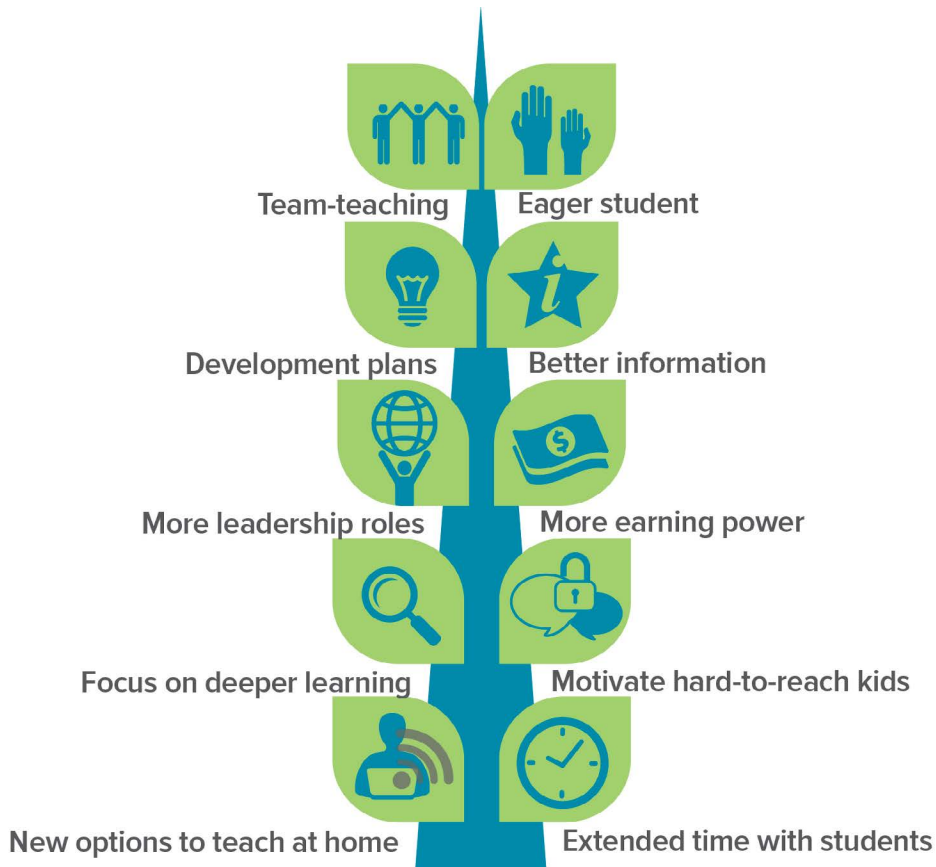 Team-teaching
Eager student
Development plans
Better information
More leadership roles
More earning power
Focus on deeper learning
Motivate hard-to-reach kids
New options to teach at home
Extended time with students